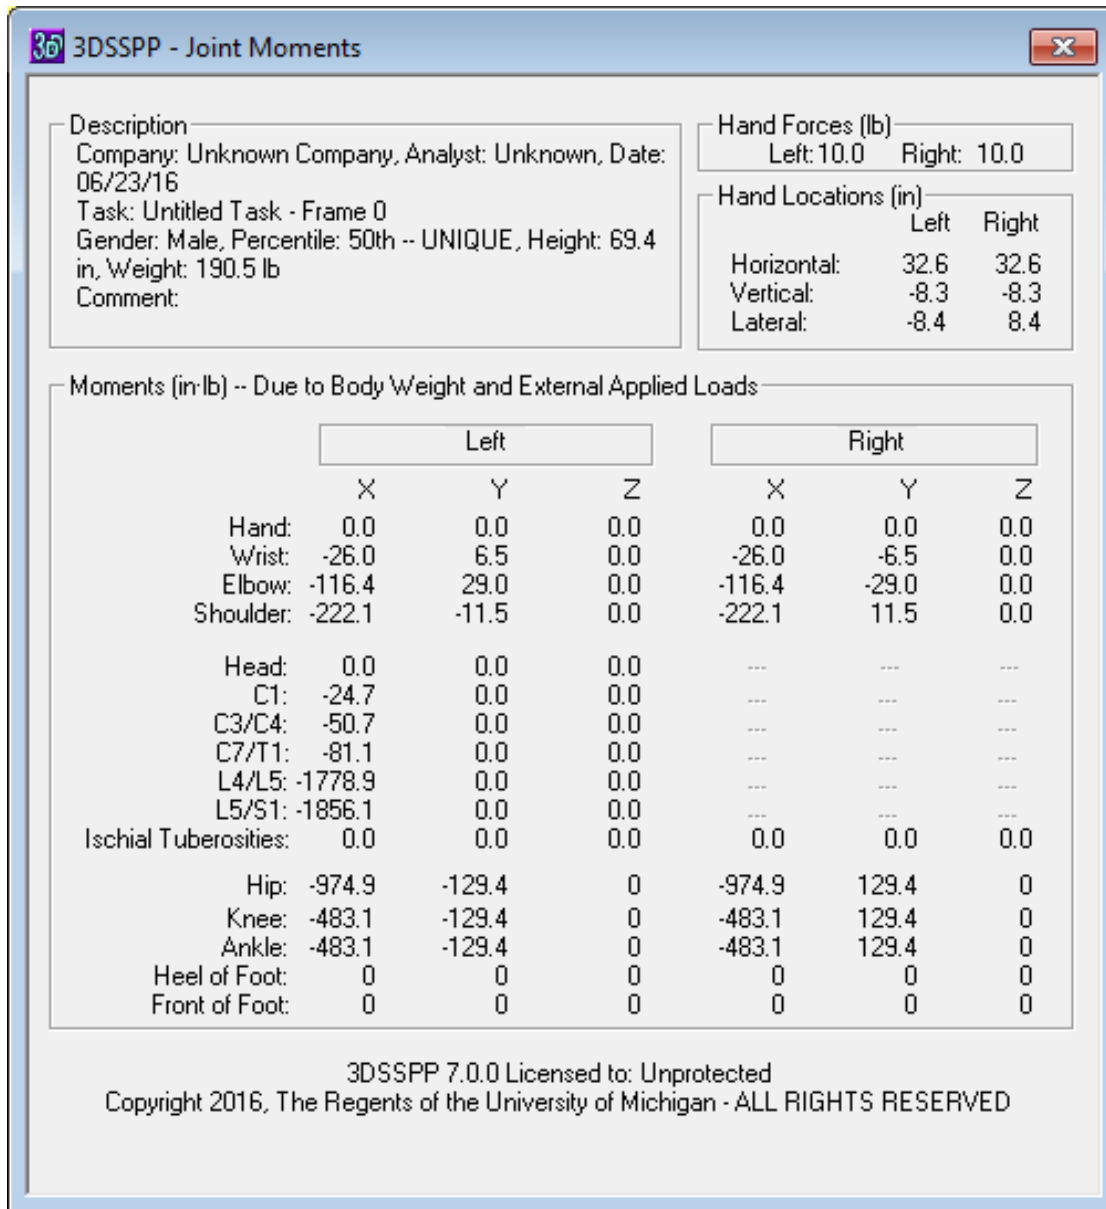 3D 3DSSPP - Joint Moments
Description
Company: Unknown Company, Analyst: Unknown, Date:
06/23/16
Task: Untitled Task - Frame 0
Gender: Male, Percentile: 50th -- UNIQUE, Height: 69.4
in, Weight: 190.5 lb
Comment:
Hand Forces (lb)
Left: 10.0 Right: 10.0
Hand Locations (in)
Left Right
Horizontal: 32.6 32.6
Vertical: -8.3 -8.3
Lateral: -8.4 8.4
Moments (in·lb) -- Due to Body Weight and External Applied Loads
Left Right
X Y Z X Y Z
Hand: 0.0 0.0 0.0 0.0 0.0 0.0
Wrist: -26.0 6.5 0.0 -26.0 -6.5 0.0
Elbow: -116.4 29.0 0.0 -116.4 -29.0 0.0
Shoulder: -222.1 -11.5 0.0 -222.1 11.5 0.0
Head: 0.0 0.0 0.0 --- --- ---
C1: -24.7 0.0 0.0 --- --- ---
C3/C4: -50.7 0.0 0.0 --- --- ---
C7/T1: -81.1 0.0 0.0 --- --- ---
L4/L5: -1778.9 0.0 0.0 --- --- ---
L5/S1: -1856.1 0.0 0.0 --- --- ---
Ischial Tuberosities: 0.0 0.0 0.0 0.0 0.0 0.0
Hip: -974.9 -129.4 0 -974.9 129.4 0
Knee: -483.1 -129.4 0 -483.1 129.4 0
Ankle: -483.1 -129.4 0 -483.1 129.4 0
Heel of Foot: 0 0 0 0 0 0
Front of Foot: 0 0 0 0 0 0
3DSSPP 7.0.0 Licensed to: Unprotected
Copyright 2016, The Regents of the University of Michigan - ALL RIGHTS RESERVED